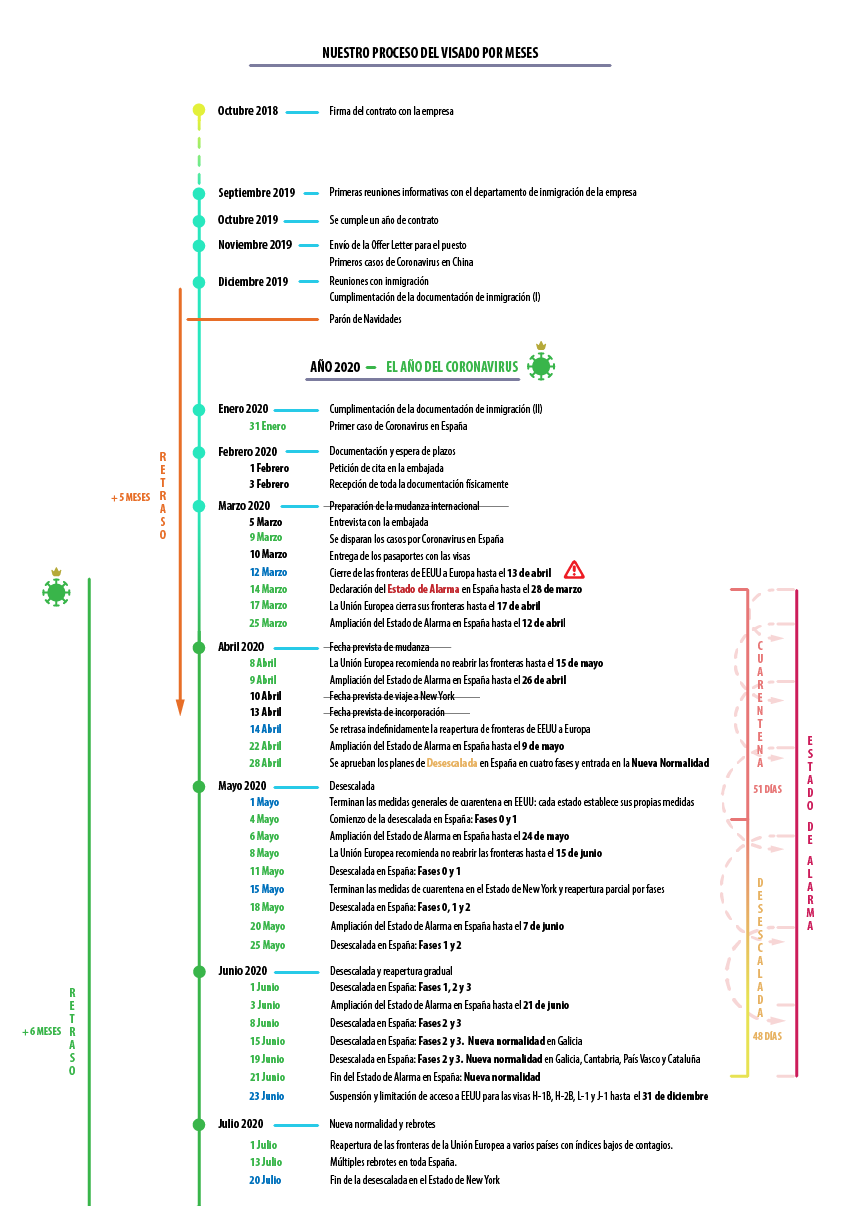 NUESTRO PROCESO DEL VISADO POR MESES
Octubre 2018 Firma del contrato con la empresa
Septiembre 2019 Primeras reuniones informativas con el departamento de inmigración de la empresa
Octubre 2019 Se cumple un año de contrato
Noviembre 2019 Envío de la Offer Letter para el puesto
Primeros casos de Coronavirus en China
Diciembre 2019 Reuniones con inmigración
Cumplimentación de la documentación de inmigración (I)
Parón de Navidades
AÑO 2020 – EL AÑO DEL CORONAVIRUS
Enero 2020 Cumplimentación de la documentación de inmigración (II)
31 Enero Primer caso de Coronavirus en España
Febrero 2020 Documentación y espera de plazos
1 Febrero Petición de cita en la embajada
3 Febrero Recepción de toda la documentación físicamente
Marzo 2020 Preparación de la mudanza internacional
5 Marzo Entrevista con la embajada
9 Marzo Se disparan los casos por Coronavirus en España
10 Marzo Entrega de los pasaportes con las visas
12 Marzo Cierre de las fronteras de EEUU a Europa hasta el 13 de abril
14 Marzo Declaración del Estado de Alarma en España hasta el 28 de marzo
17 Marzo La Unión Europea cierra sus fronteras hasta el 17 de abril
25 Marzo Ampliación del Estado de Alarma en España hasta el 12 de abril
Abril 2020 Fecha prevista de mudanza
8 Abril La Unión Europea recomienda no reabrir las fronteras hasta el 15 de mayo
9 Abril Ampliación del Estado de Alarma en España hasta el 26 de abril
10 Abril Fecha prevista de viaje a New York
13 Abril Fecha prevista de incorporación
14 Abril Se retrasa indefinidamente la reapertura de fronteras de EEUU a Europa
22 Abril Ampliación del Estado de Alarma en España hasta el 9 de mayo
28 Abril Se aprueban los planes de Desescalada en España en cuatro fases y entrada en la Nueva Normalidad
Mayo 2020 Desescalada
1 Mayo Terminan las medidas generales de cuarentena en EEUU: cada estado establece sus propias medidas
4 Mayo Comienzo de la desescalada en España: Fases 0 y 1
6 Mayo Ampliación del Estado de Alarma en España hasta el 24 de mayo
8 Mayo La Unión Europea recomienda no reabrir las fronteras hasta el 15 de junio
11 Mayo Desescalada en España: Fases 0 y 1
15 Mayo Terminan las medidas de cuarentena en el Estado de New York y reapertura parcial por fases
18 Mayo Desescalada en España: Fases 0, 1 y 2
20 Mayo Ampliación del Estado de Alarma en España hasta el 7 de junio
25 Mayo Desescalada en España: Fases 1 y 2
Junio 2020 Desescalada y reapertura gradual
1 Junio Desescalada en España: Fases 1, 2 y 3
3 Junio Ampliación del Estado de Alarma en España hasta el 21 de junio
8 Junio Desescalada en España: Fases 2 y 3
15 Junio Desescalada en España: Fases 2 y 3. Nueva normalidad en Galicia
19 Junio Desescalada en España: Fases 2 y 3. Nueva normalidad en Galicia, Cantabria, País Vasco y Cataluña
21 Junio Fin del Estado de Alarma en España: Nueva normalidad
23 Junio Suspensión y limitación de acceso a EEUU para las visas H-1B, H-2B, L-1 y J-1 hasta el 31 de diciembre
Julio 2020 Nueva normalidad y rebrotes
1 Julio Reapertura de las fronteras de la Unión Europea a varios países con índices bajos de contagios.
13 Julio Múltiples rebrotes en toda España.
20 Julio Fin de la desescalada en el Estado de New York
+ 5 MESES
RETRASO
+ 6 MESES
RETRASO
CUARENTENA
51 DÍAS
DESESCALADA
48 DÍAS
ESTADO DE ALARMA